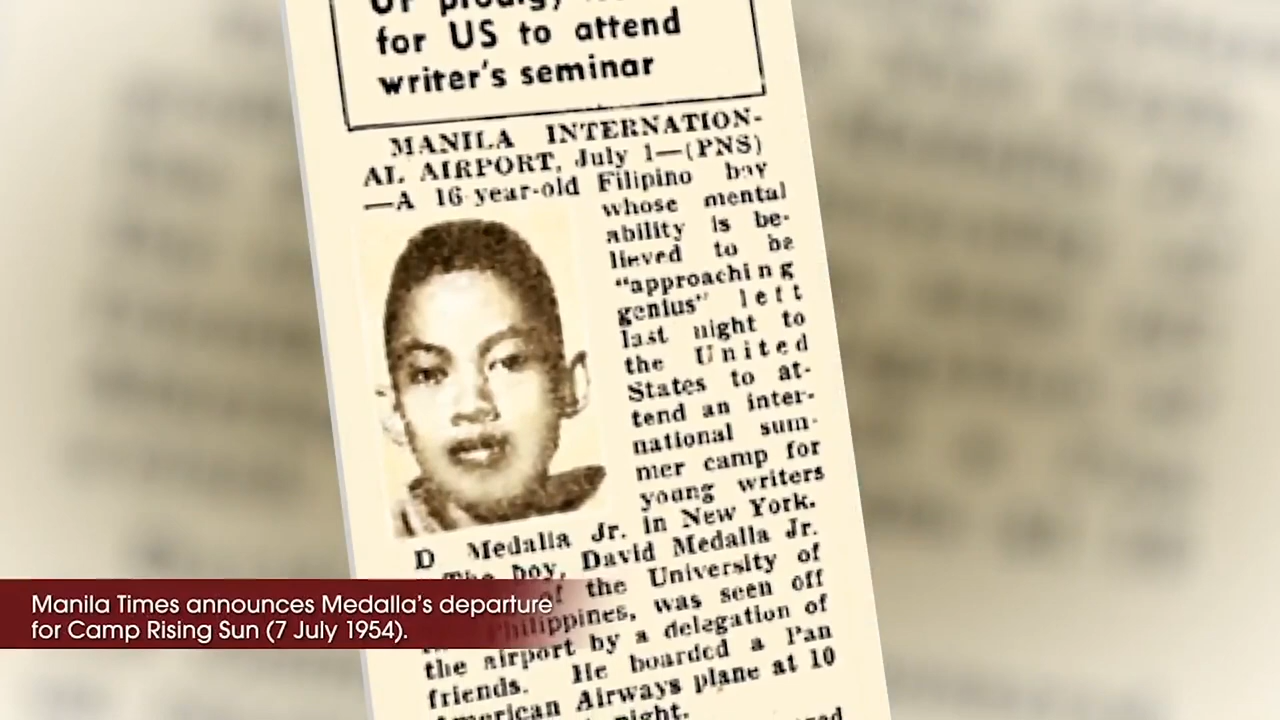 UP prodigy
for US to attend
writer's seminar
MANILA INTERNATION-
AL AIRPORT, July 1—(PNS)
—A 16 year-old Filipino boy
whose mental
ability is be-
lieved to be
"approaching
genius" left
last night to
the United
States to at-
tend an inter-
national sum-
mer camp for
young writers
in New York.
D Medalla Jr.
The boy, David Medalla Jr.
of the University of
Philippines, was seen off
the airport by a delegation of
friends. He boarded a Pan
American Airways plane at 10
night.
Manila Times announces Medalla's departure
for Camp Rising Sun (7 July 1954).